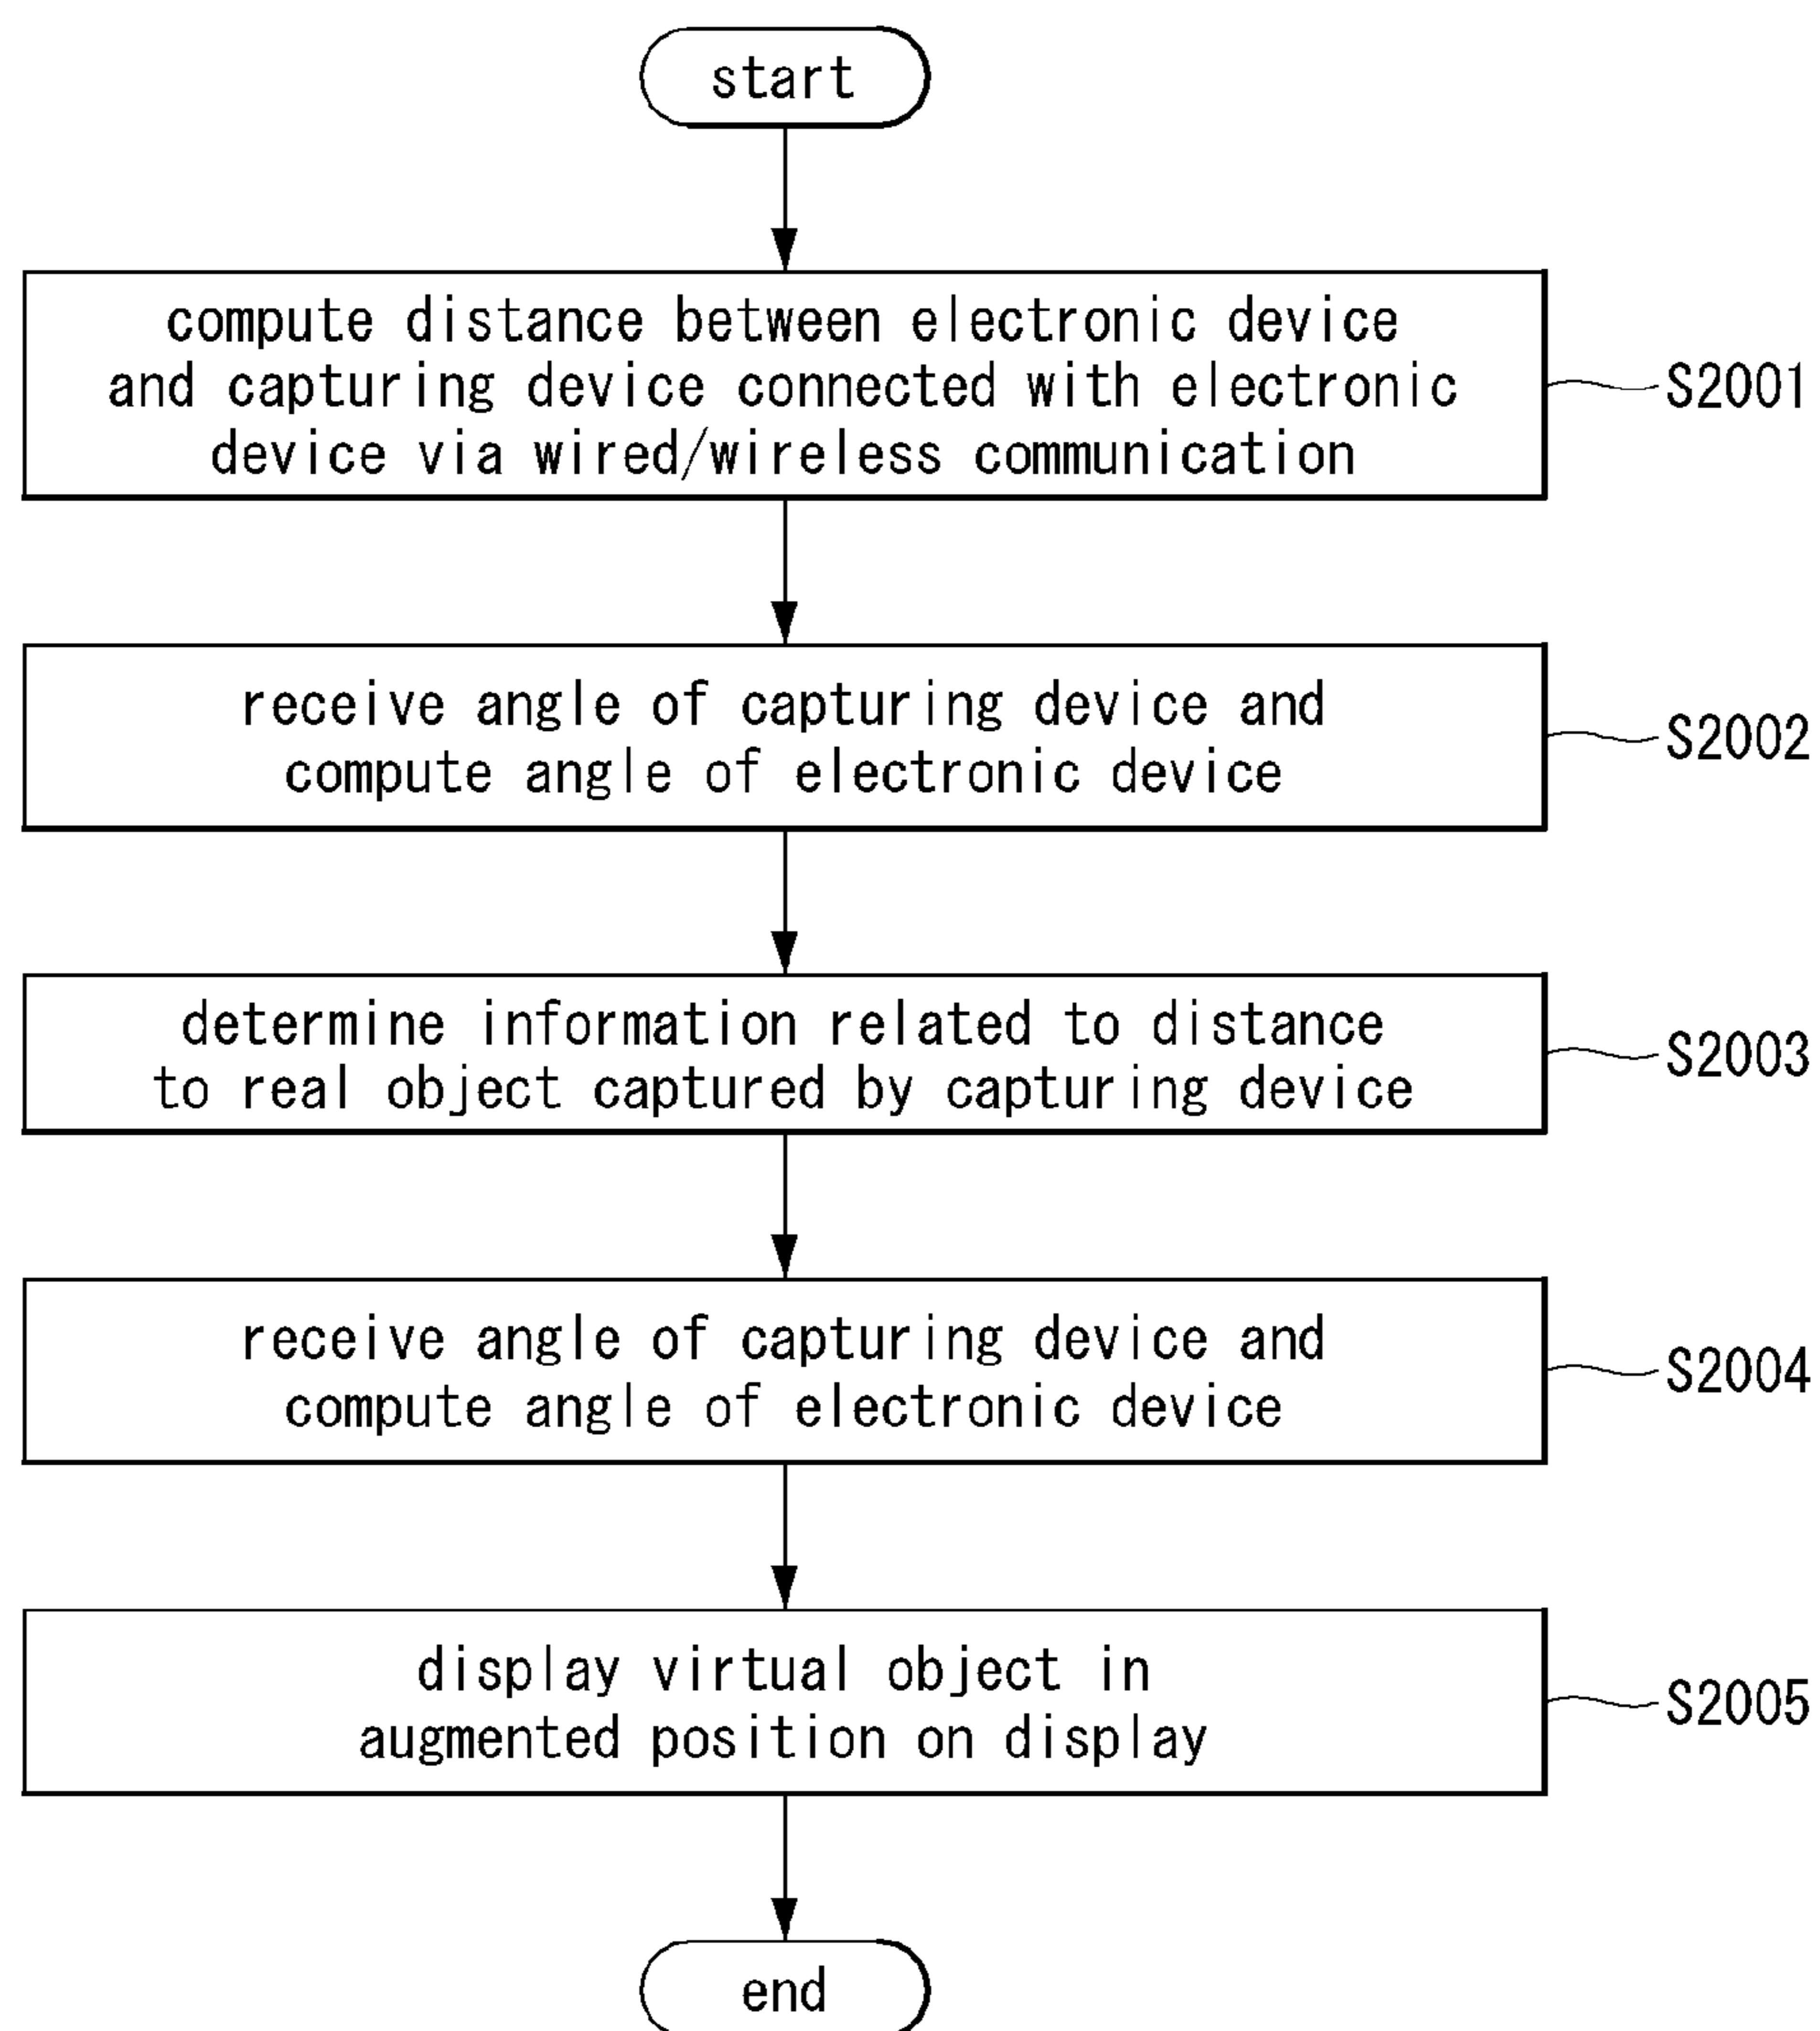 start
compute distance between electronic device
and capturing device connected with electronic
device via wired/wireless communication
S2001
receive angle of capturing device and
compute angle of electronic device
S2002
determine information related to distance
to real object captured by capturing device
S2003
receive angle of capturing device and
compute angle of electronic device
S2004
display virtual object in
augmented position on display
S2005
end